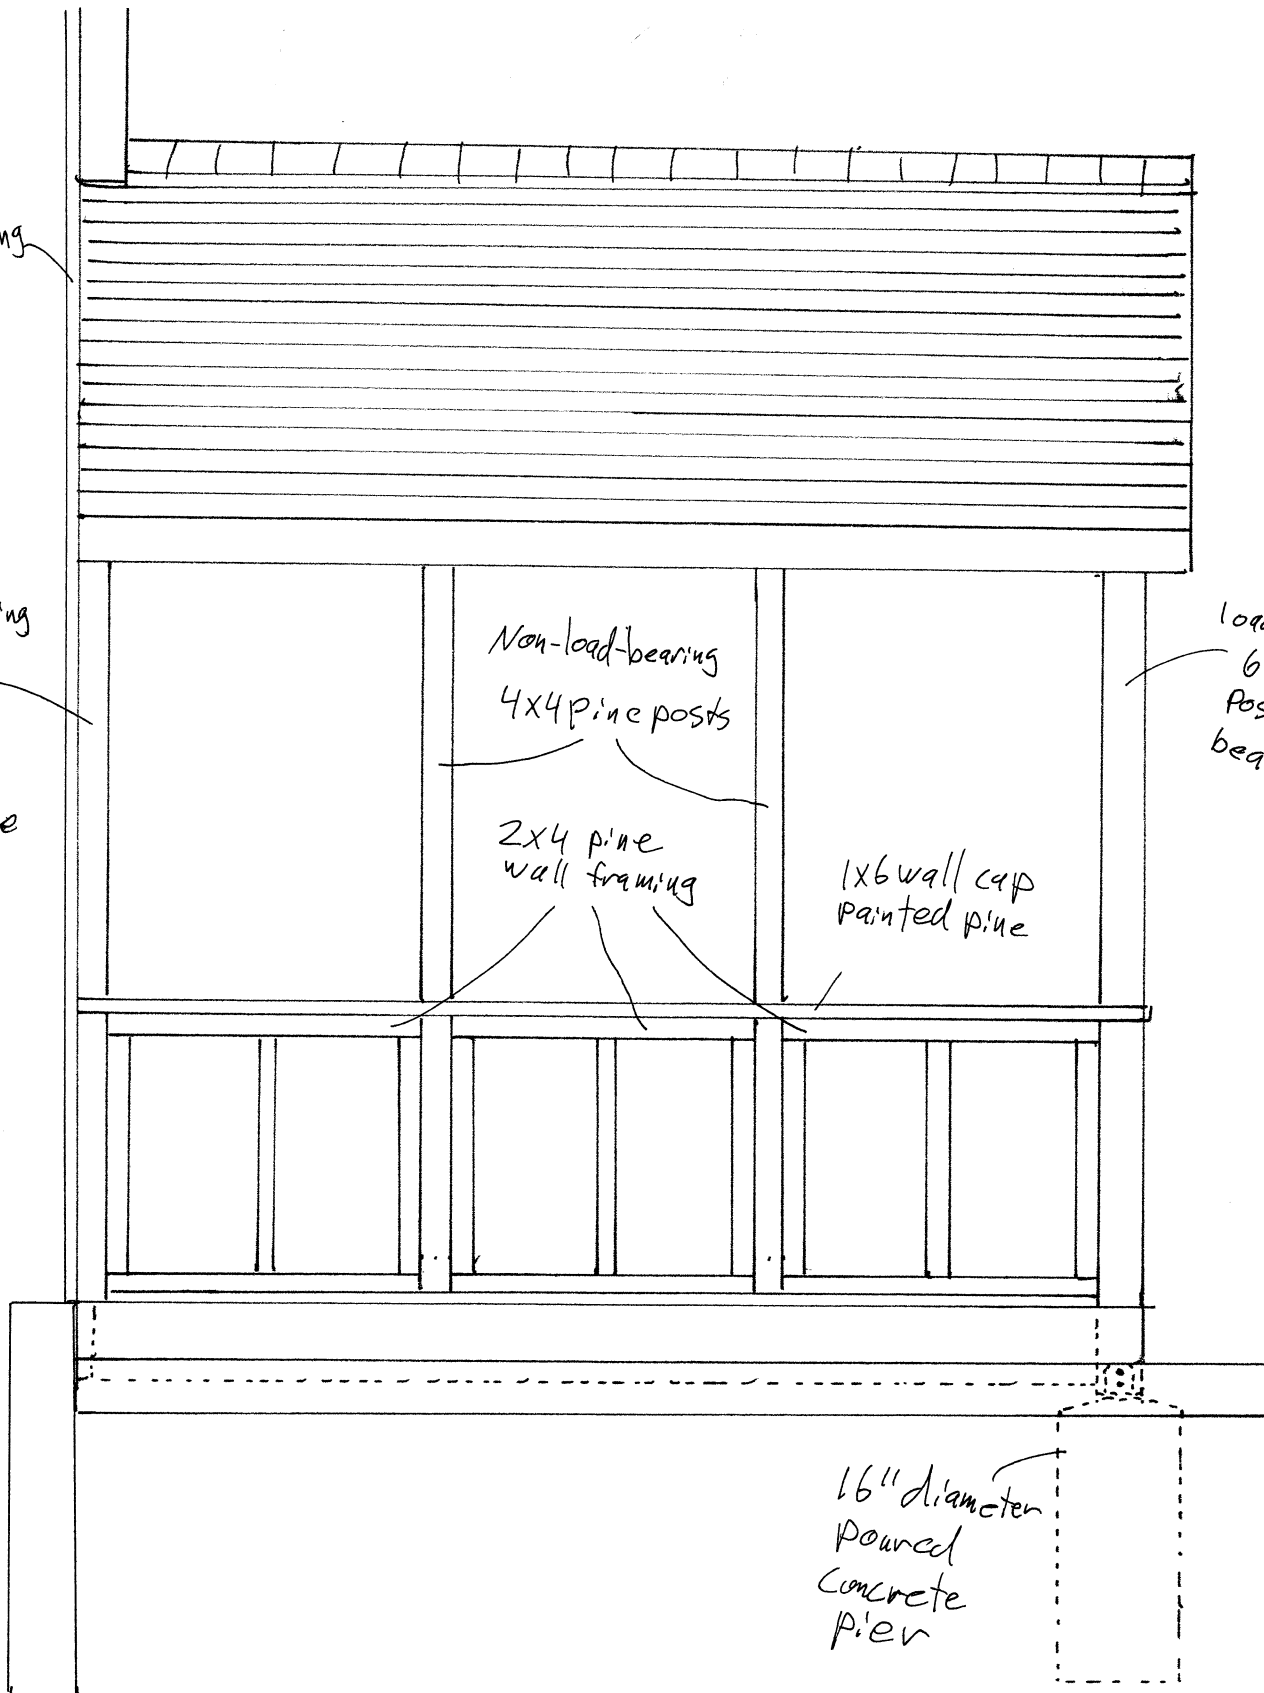 Non-load-bearing
4x4 pine posts
2x4 pine
wall framing
1x6 wall cap
painted pine
6
16" diameter
poured
concrete
pier